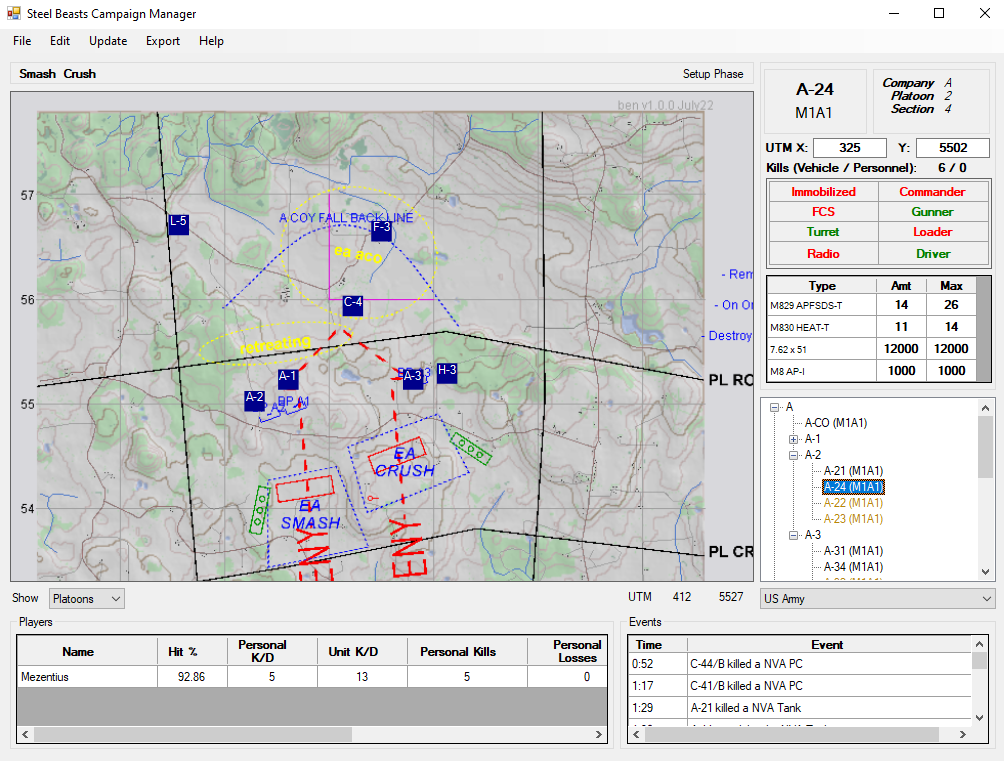 Steel Beasts Campaign Manager
File Edit Update Export Help
Smash Crush
Setup Phase
ben v1.0.0 July22
57
56
55
54
L-5
A COY FALL BACK LINE
F-3
ea aco
C-4
retreating
A-1
A-2
BP A1
A-3
H-3
- Rem
- On Or
- Destroy
PL RO
EA
CRUSH
EA
SMASH
PL CR
ENY
ENY
A-24
M1A1
Company A
Platoon 2
Section 4
UTM X: 325 Y: 5502
Kills (Vehicle / Personnel): 6 / 0
Immobilized Commander
FCS Gunner
Turret Loader
Radio Driver
Type Amt Max
M829 APFSDS-T 14 26
M830 HEAT-T 11 14
7.62 x 51 12000 12000
M8 AP-I 1000 1000
A
A-CO (M1A1)
A-1
A-2
A-21 (M1A1)
A-24 (M1A1)
A-22 (M1A1)
A-23 (M1A1)
A-3
A-31 (M1A1)
A-34 (M1A1)
Show Platoons
UTM 412 5527
US Army
Players
Name Hit % Personal K/D Unit K/D Personal Kills Personal Losses
Mezentius 92.86 5 13 5 0
Events
Time Event
0:52 C-44/B killed a NVA PC
1:17 C-41/B killed a NVA PC
1:29 A-21 killed a NVA Tank